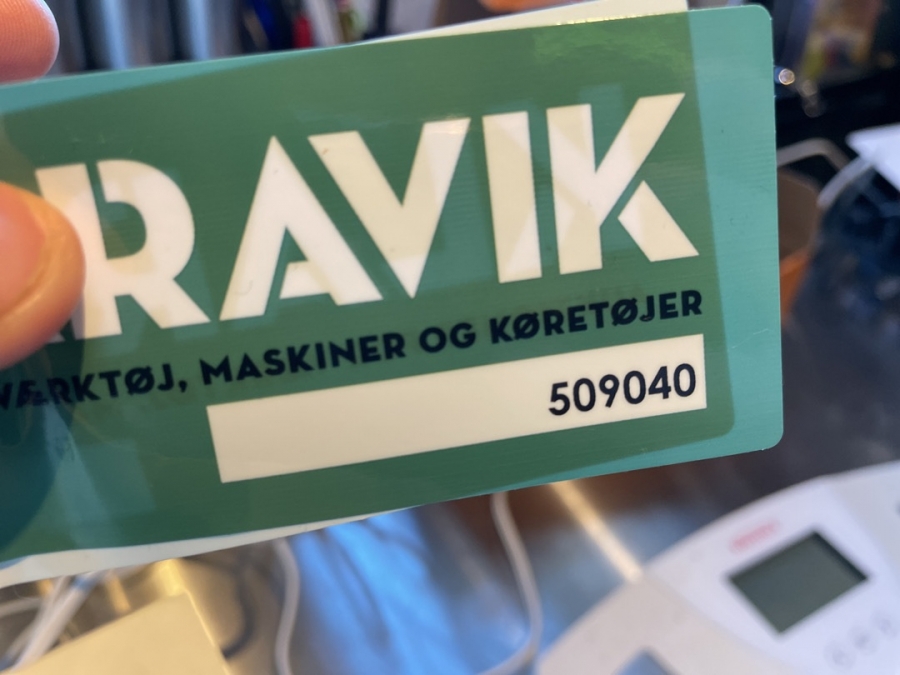 RAVIK
VÆRKTØJ, MASKINER OG KØRETØJER
509040